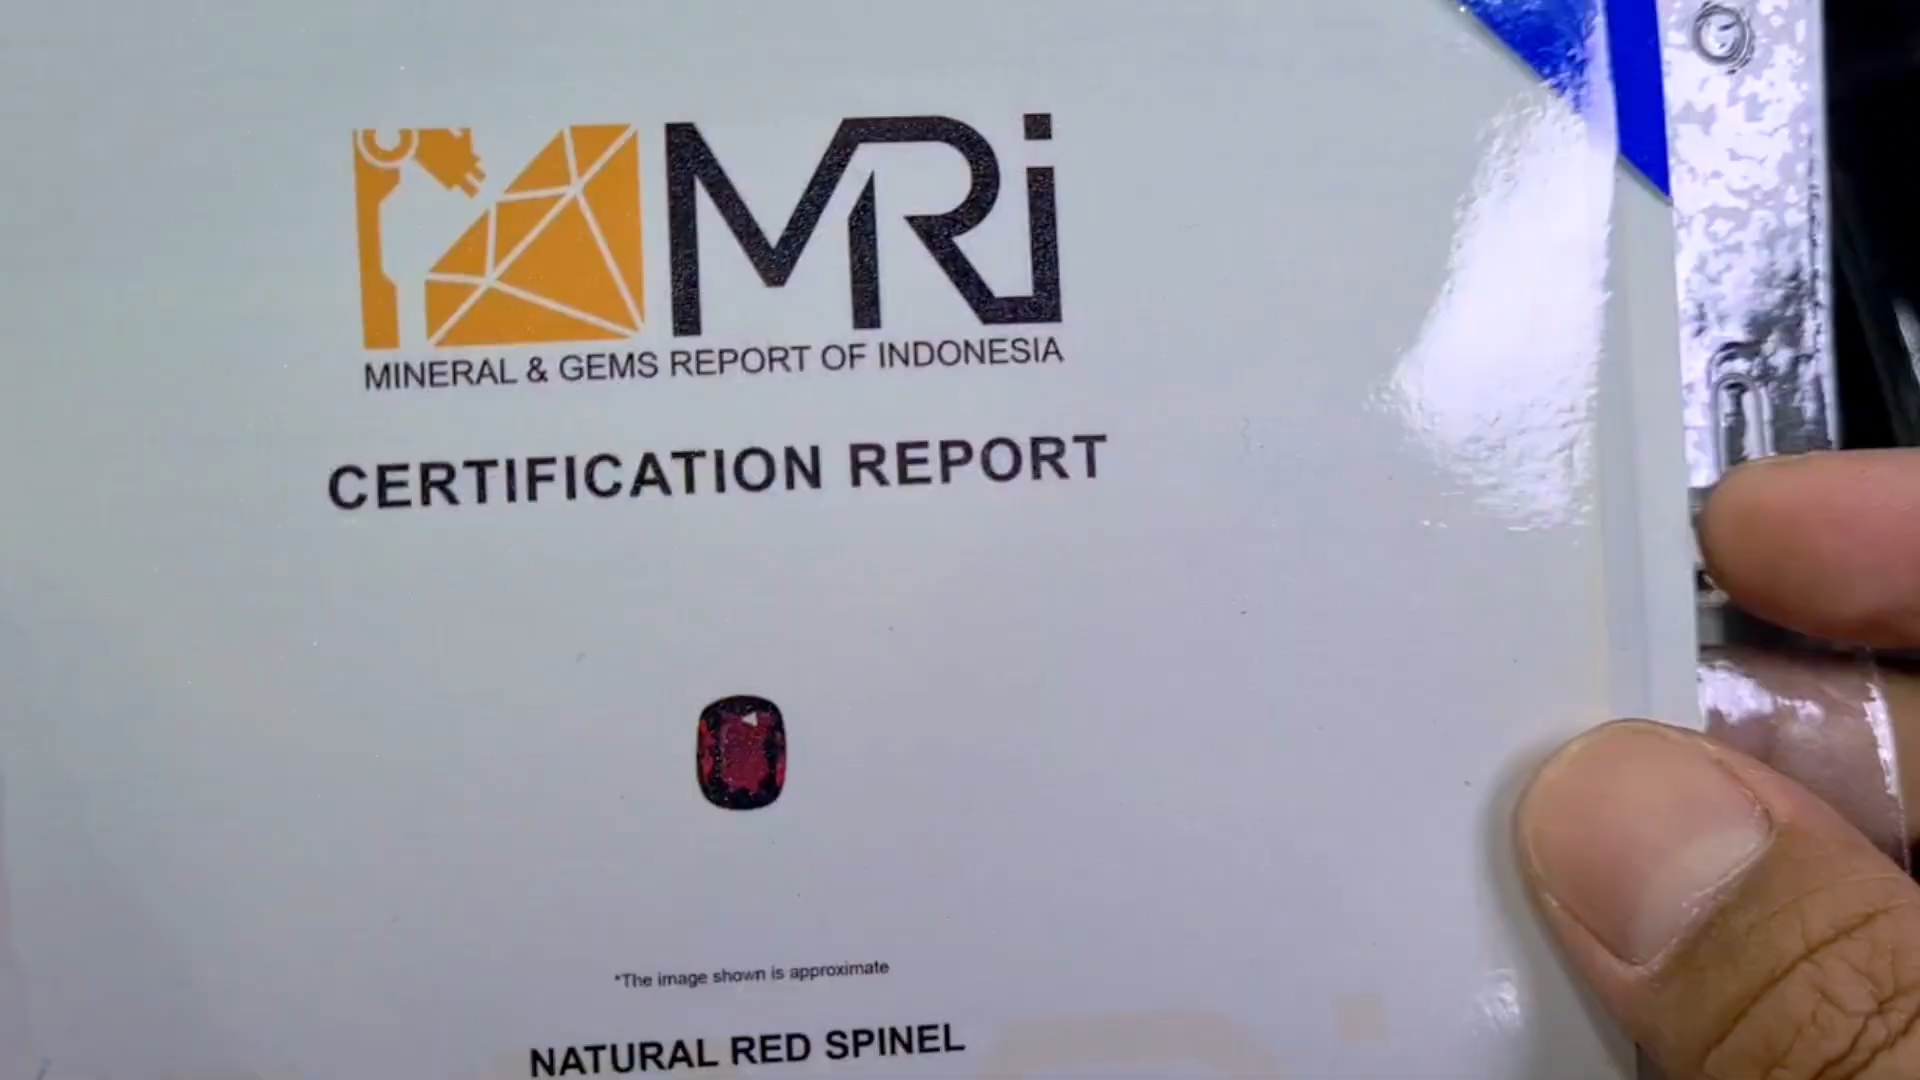 MRi
MINERAL & GEMS REPORT OF INDONESIA
CERTIFICATION REPORT
*The image shown is approximate
NATURAL RED SPINEL